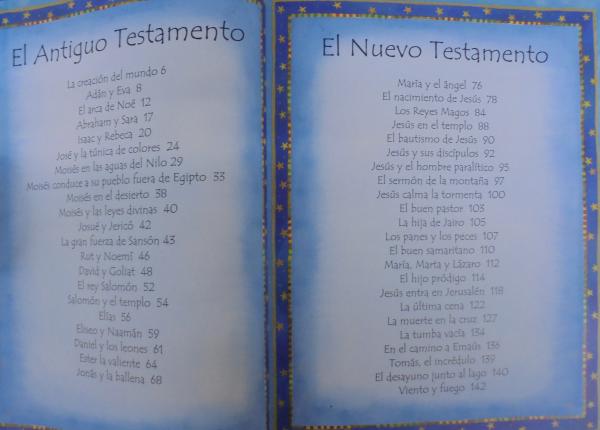 El Antiguo Testamento
La creación del mundo 6
Adán y Eva 8
El arca de Noé 12
Abraham y Sara 17
Isaac y Rebeca 20
José y la túnica de colores 24
Moisés en las aguas del Nilo 29
Moisés conduce a su pueblo fuera de Egipto 33
Moisés en el desierto 38
Moisés y las leyes divinas 40
Josué y Jericó 42
La gran fuerza de Sansón 43
Rut y Noemí 46
David y Goliat 48
El rey Salomón 52
Salomón y el templo 54
Elías 56
Eliseo y Naamán 59
Daniel y los leones 61
Ester la valiente 64
Jonás y la ballena 68
El Nuevo Testamento
María y el ángel 76
El nacimiento de Jesús 78
Los Reyes Magos 84
Jesús en el templo 88
El bautismo de Jesús 90
Jesús y sus discípulos 92
Jesús y el hombre paralítico 95
El sermón de la montaña 97
Jesús calma la tormenta 100
El buen pastor 103
La hija de Jairo 105
Los panes y los peces 107
El buen samaritano 110
María, Marta y Lázaro 112
El hijo pródigo 114
Jesús entra en Jerusalén 118
La última cena 122
La muerte en la cruz 127
La tumba vacía 134
En el camino a Emaús 136
Tomás, el incrédulo 139
El desayuno junto al lago 140
Viento y fuego 142